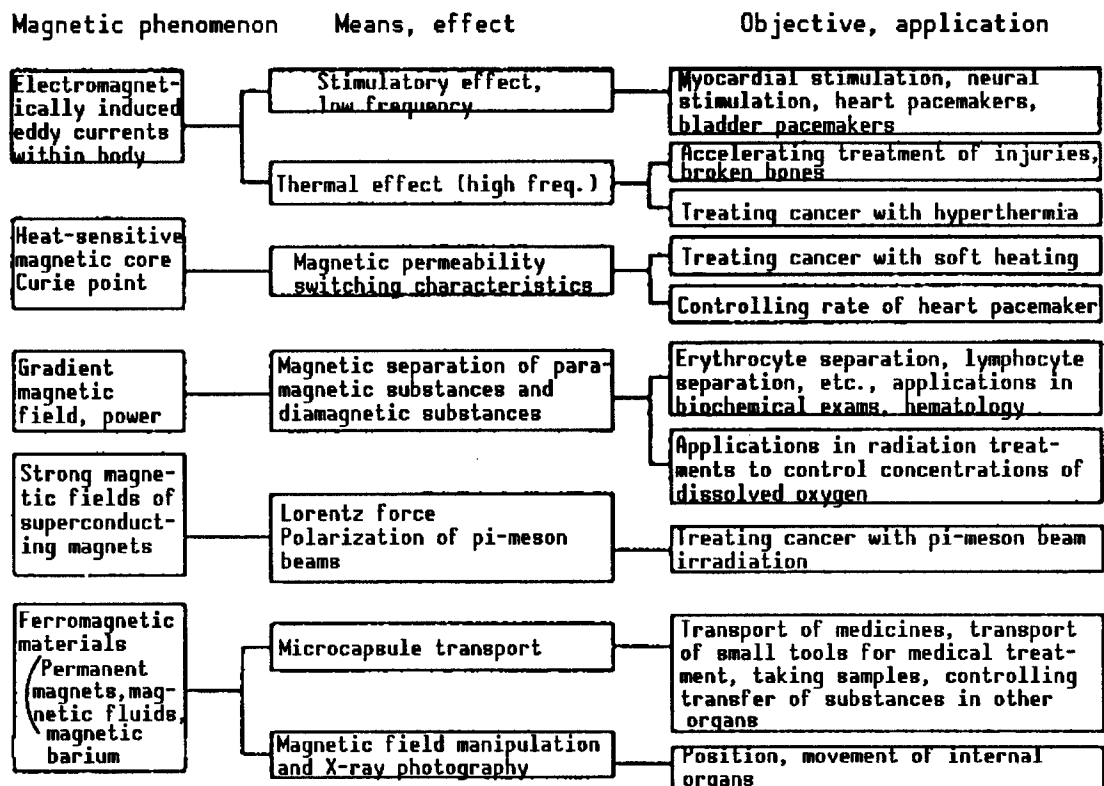 Magnetic phenomenon Means, effect Objective, application
Electromagnet-
ically induced
eddy currents
within body
Stimulatory effect,
low frequency
Myocardial stimulation, neural
stimulation, heart pacemakers,
bladder pacemakers
Thermal effect (high freq.)
Accelerating treatment of injuries,
broken bones
Treating cancer with hyperthermia
Heat-sensitive
magnetic core
Curie point
Magnetic permeability
switching characteristics
Treating cancer with soft heating
Controlling rate of heart pacemaker
Gradient
magnetic
field, power
Magnetic separation of para-
magnetic substances and
diamagnetic substances
Erythrocyte separation, lymphocyte
separation, etc., applications in
biochemical exams, hematology
Applications in radiation treat-
ments to control concentrations of
dissolved oxygen
Strong magne-
tic fields of
superconduct-
ing magnets
Lorentz force
Polarization of pi-meson
beams
Treating cancer with pi-meson beam
irradiation
Ferromagnetic
materials
(Permanent
magnets, mag-
netic fluids,
magnetic
barium
Microcapsule transport
Transport of medicines, transport
of small tools for medical treat-
ment, taking samples, controlling
transfer of substances in other
organs
Magnetic field manipulation
and X-ray photography
Position, movement of internal
organs